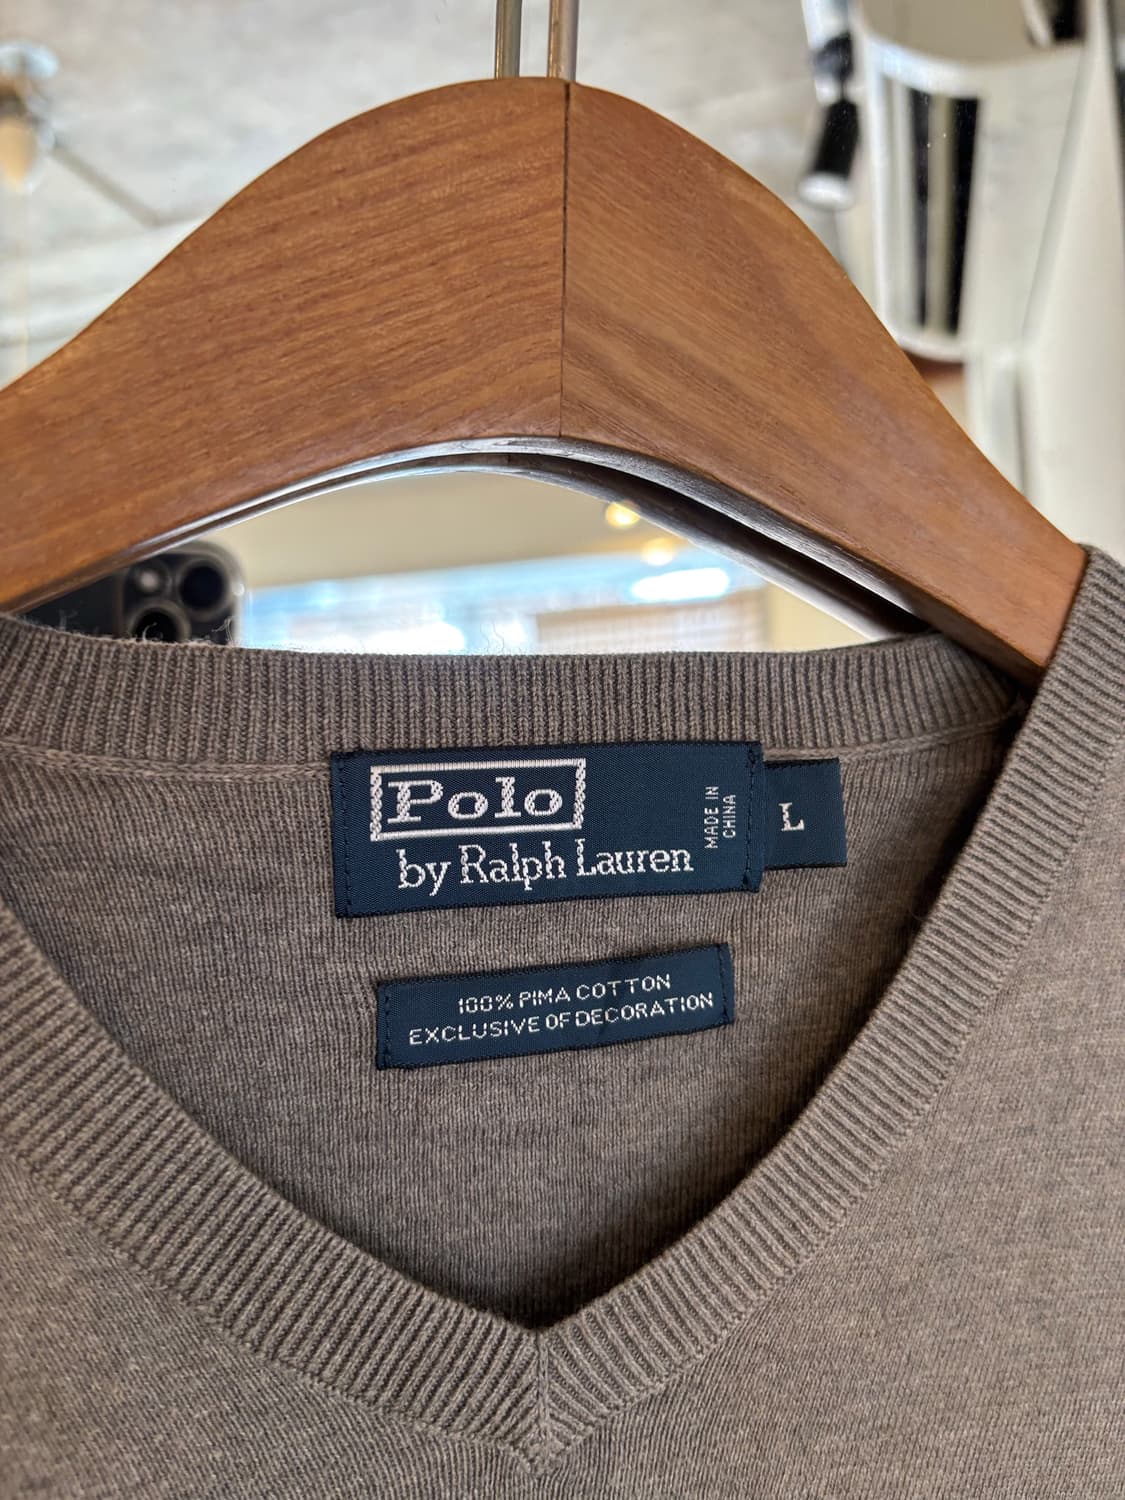 Polo
by Ralph Lauren
MADE IN
CHINA
L
100% PIMA COTTON
EXCLUSIVE OF DECORATION